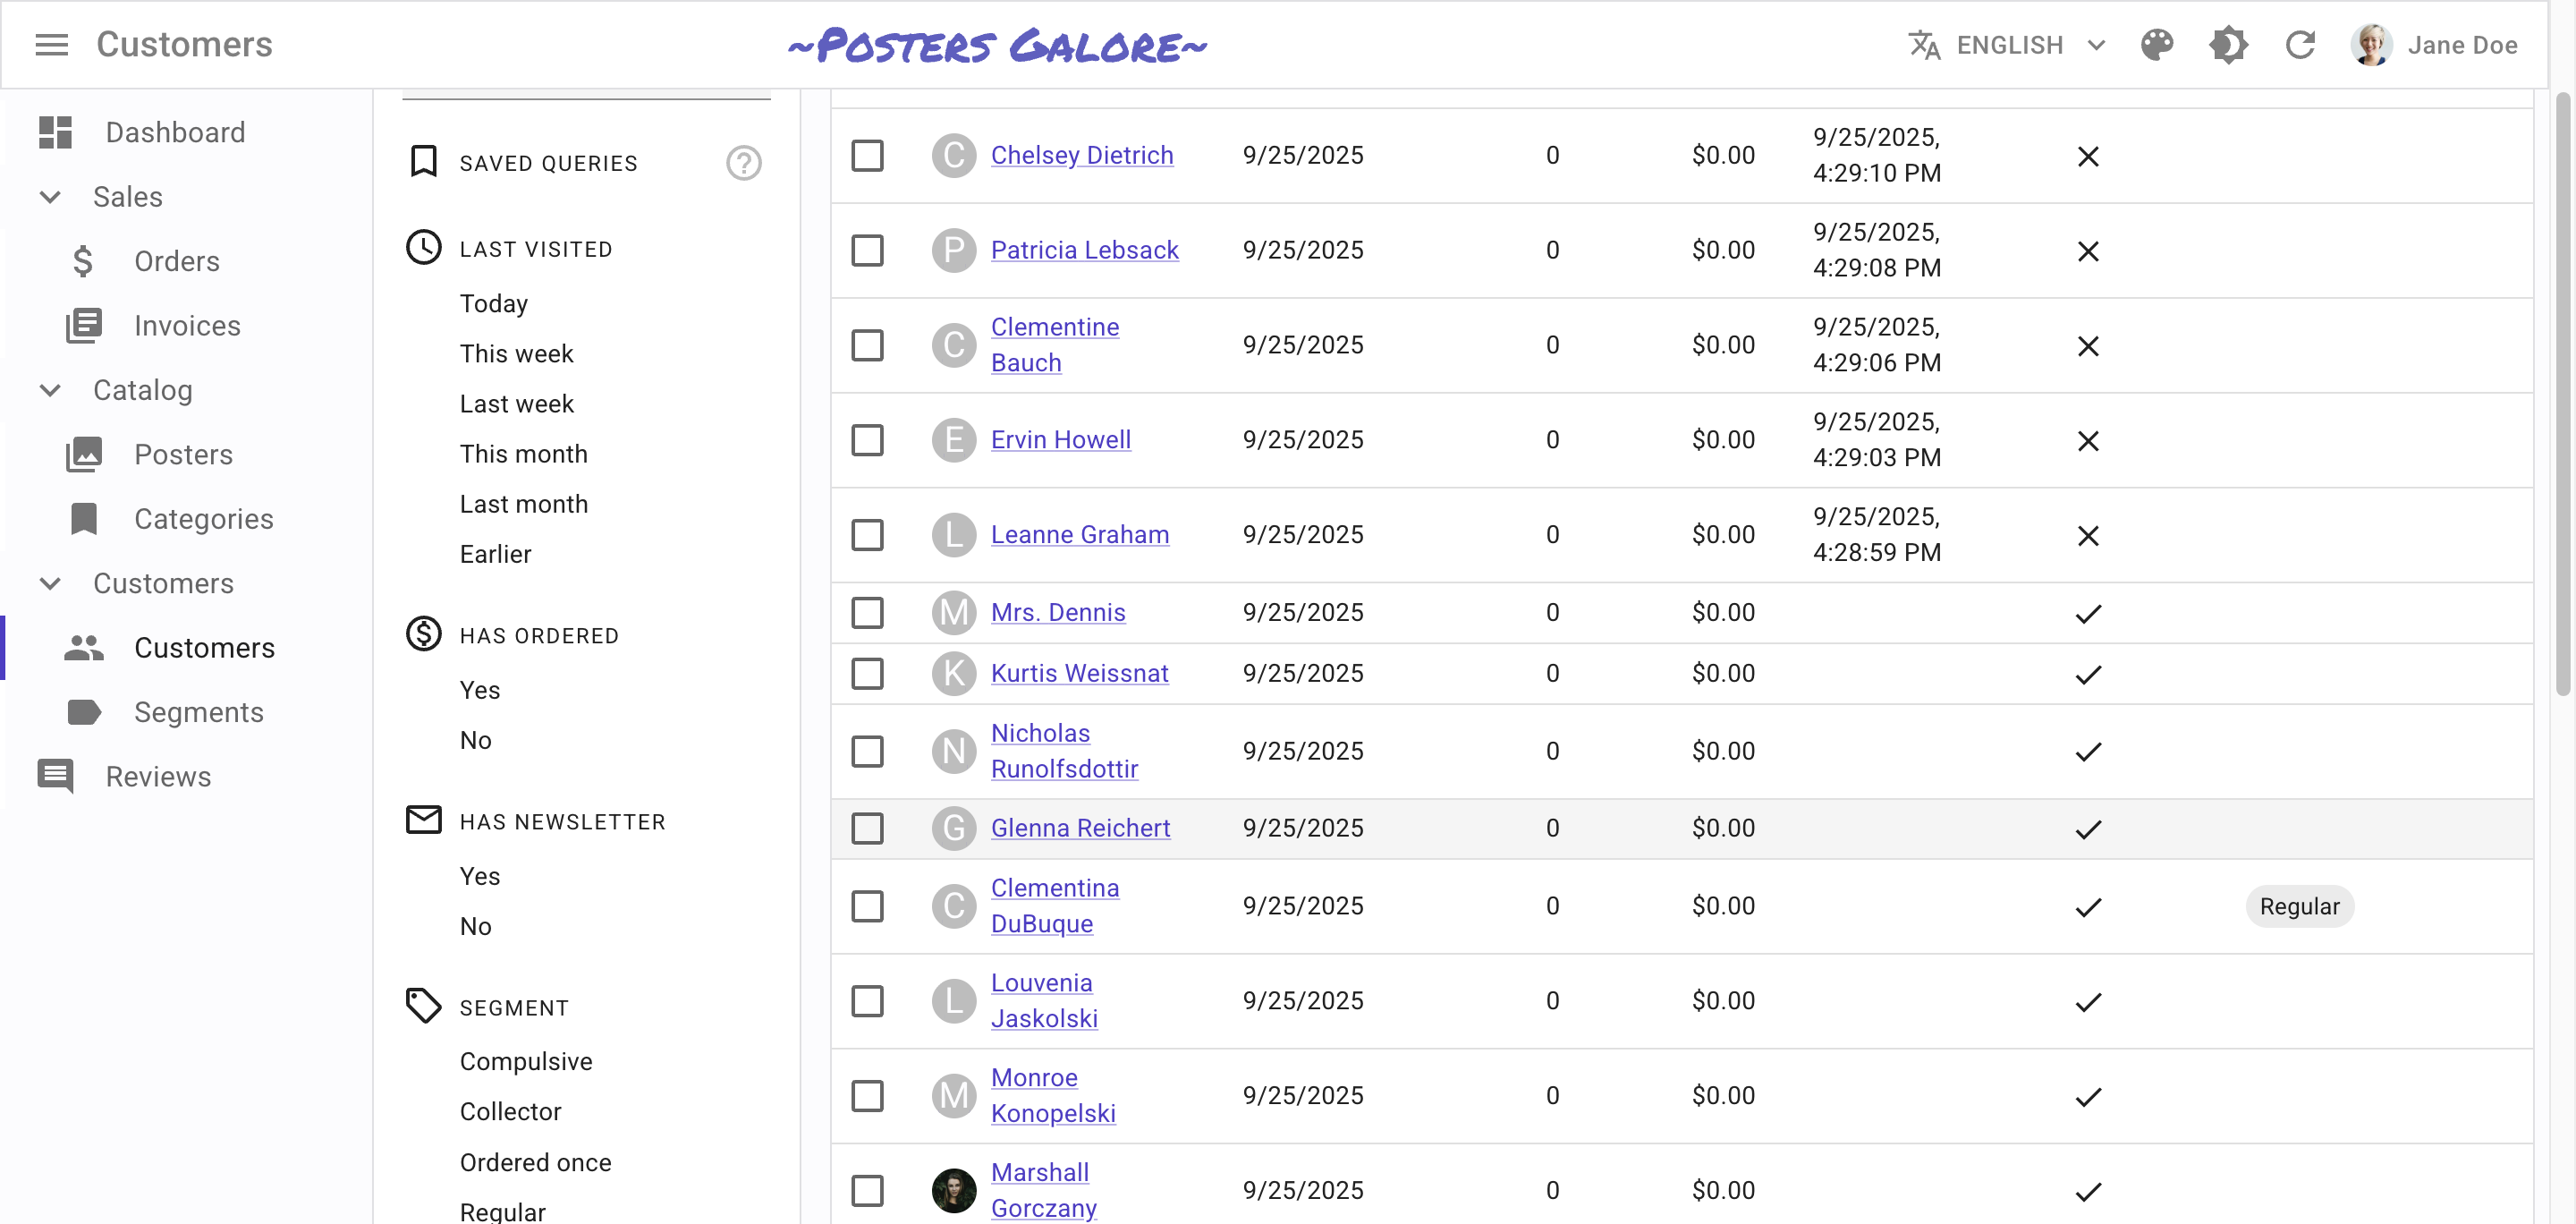 Customers
~Posters Galore~
ENGLISH
Jane Doe
Dashboard
Sales
Orders
Invoices
Catalog
Posters
Categories
Customers
Customers
Segments
Reviews
SAVED QUERIES
?
LAST VISITED
Today
This week
Last week
This month
Last month
Earlier
HAS ORDERED
Yes
No
HAS NEWSLETTER
Yes
No
SEGMENT
Compulsive
Collector
Ordered once
Regular
C Chelsey Dietrich 9/25/2025 0 $0.00 9/25/2025,
4:29:10 PM
P Patricia Lebsack 9/25/2025 0 $0.00 9/25/2025,
4:29:08 PM
C Clementine
Bauch 9/25/2025 0 $0.00 9/25/2025,
4:29:06 PM
E Ervin Howell 9/25/2025 0 $0.00 9/25/2025,
4:29:03 PM
L Leanne Graham 9/25/2025 0 $0.00 9/25/2025,
4:28:59 PM
M Mrs. Dennis 9/25/2025 0 $0.00
K Kurtis Weissnat 9/25/2025 0 $0.00
N Nicholas
Runolfsdottir 9/25/2025 0 $0.00
G Glenna Reichert 9/25/2025 0 $0.00
C Clementina
DuBuque 9/25/2025 0 $0.00 Regular
L Louvenia
Jaskolski 9/25/2025 0 $0.00
M Monroe
Konopelski 9/25/2025 0 $0.00
Marshall
Gorczany 9/25/2025 0 $0.00